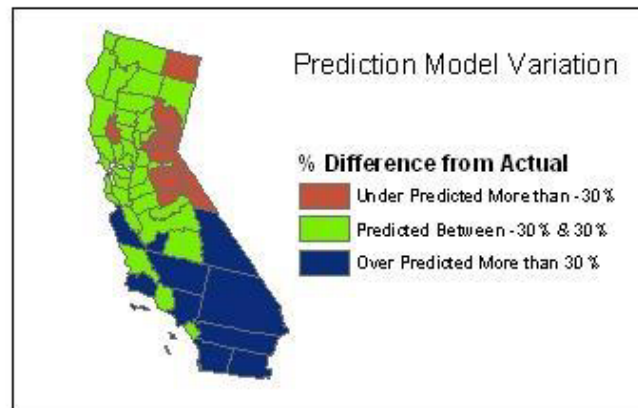 Prediction Model Variation
% Difference from Actual
Under Predicted More than -30%
Predicted Between -30% & 30%
Over Predicted More than 30%